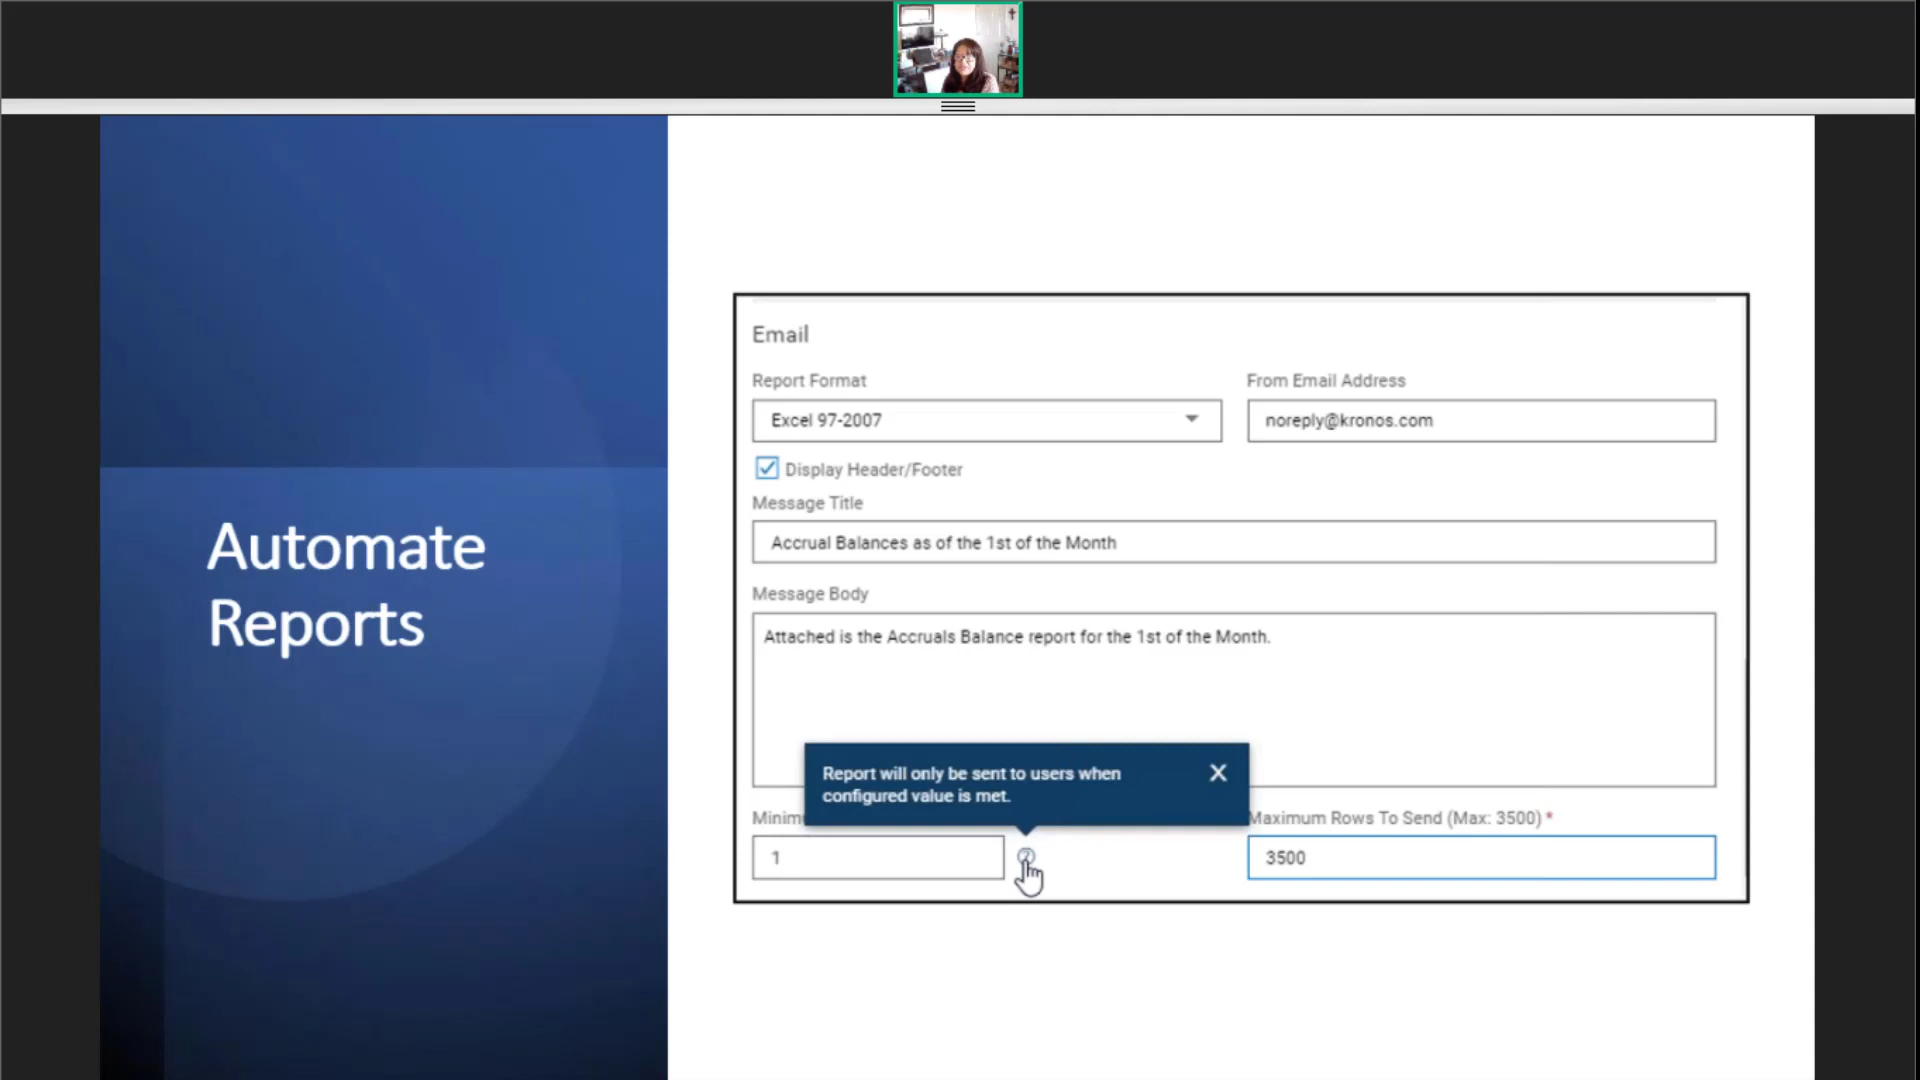 Automate
Reports
Email
Report Format
From Email Address
Excel 97-2007
noreply@kronos.com
Display Header/Footer
Message Title
Accrual Balances as of the 1st of the Month
Message Body
Attached is the Accruals Balance report for the 1st of the Month.
Report will only be sent to users when
configured value is met.
Maximum Rows To Send (Max: 3500) *
1
3500